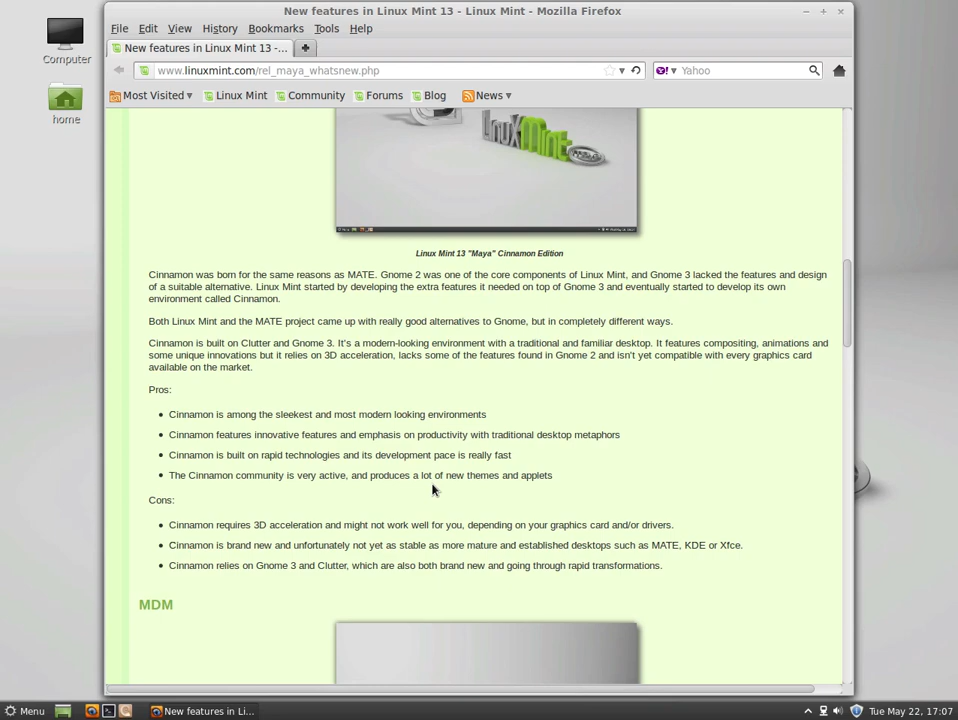 New features in Linux Mint 13 - Linux Mint - Mozilla Firefox
File Edit View History Bookmarks Tools Help
New features in Linux Mint 13 -...
www.linuxmint.com/rel_maya_whatsnew.php
Yahoo
Most Visited Linux Mint Community Forums Blog News
Computer
home
LinuxMint
Linux Mint 13 "Maya" Cinnamon Edition
Cinnamon was born for the same reasons as MATE. Gnome 2 was one of the core components of Linux Mint, and Gnome 3 lacked the features and design
of a suitable alternative. Linux Mint started by developing the extra features it needed on top of Gnome 3 and eventually started to develop its own
environment called Cinnamon.
Both Linux Mint and the MATE project came up with really good alternatives to Gnome, but in completely different ways.
Cinnamon is built on Clutter and Gnome 3. It's a modern-looking environment with a traditional and familiar desktop. It features compositing, animations and
some unique innovations but it relies on 3D acceleration, lacks some of the features found in Gnome 2 and isn't yet compatible with every graphics card
available on the market.
Pros:
Cinnamon is among the sleekest and most modern looking environments
Cinnamon features innovative features and emphasis on productivity with traditional desktop metaphors
Cinnamon is built on rapid technologies and its development pace is really fast
The Cinnamon community is very active, and produces a lot of new themes and applets
Cons:
Cinnamon requires 3D acceleration and might not work well for you, depending on your graphics card and/or drivers.
Cinnamon is brand new and unfortunately not yet as stable as more mature and established desktops such as MATE, KDE or Xfce.
Cinnamon relies on Gnome 3 and Clutter, which are also both brand new and going through rapid transformations.
MDM
Menu
New features in Li...
Tue May 22, 17:07